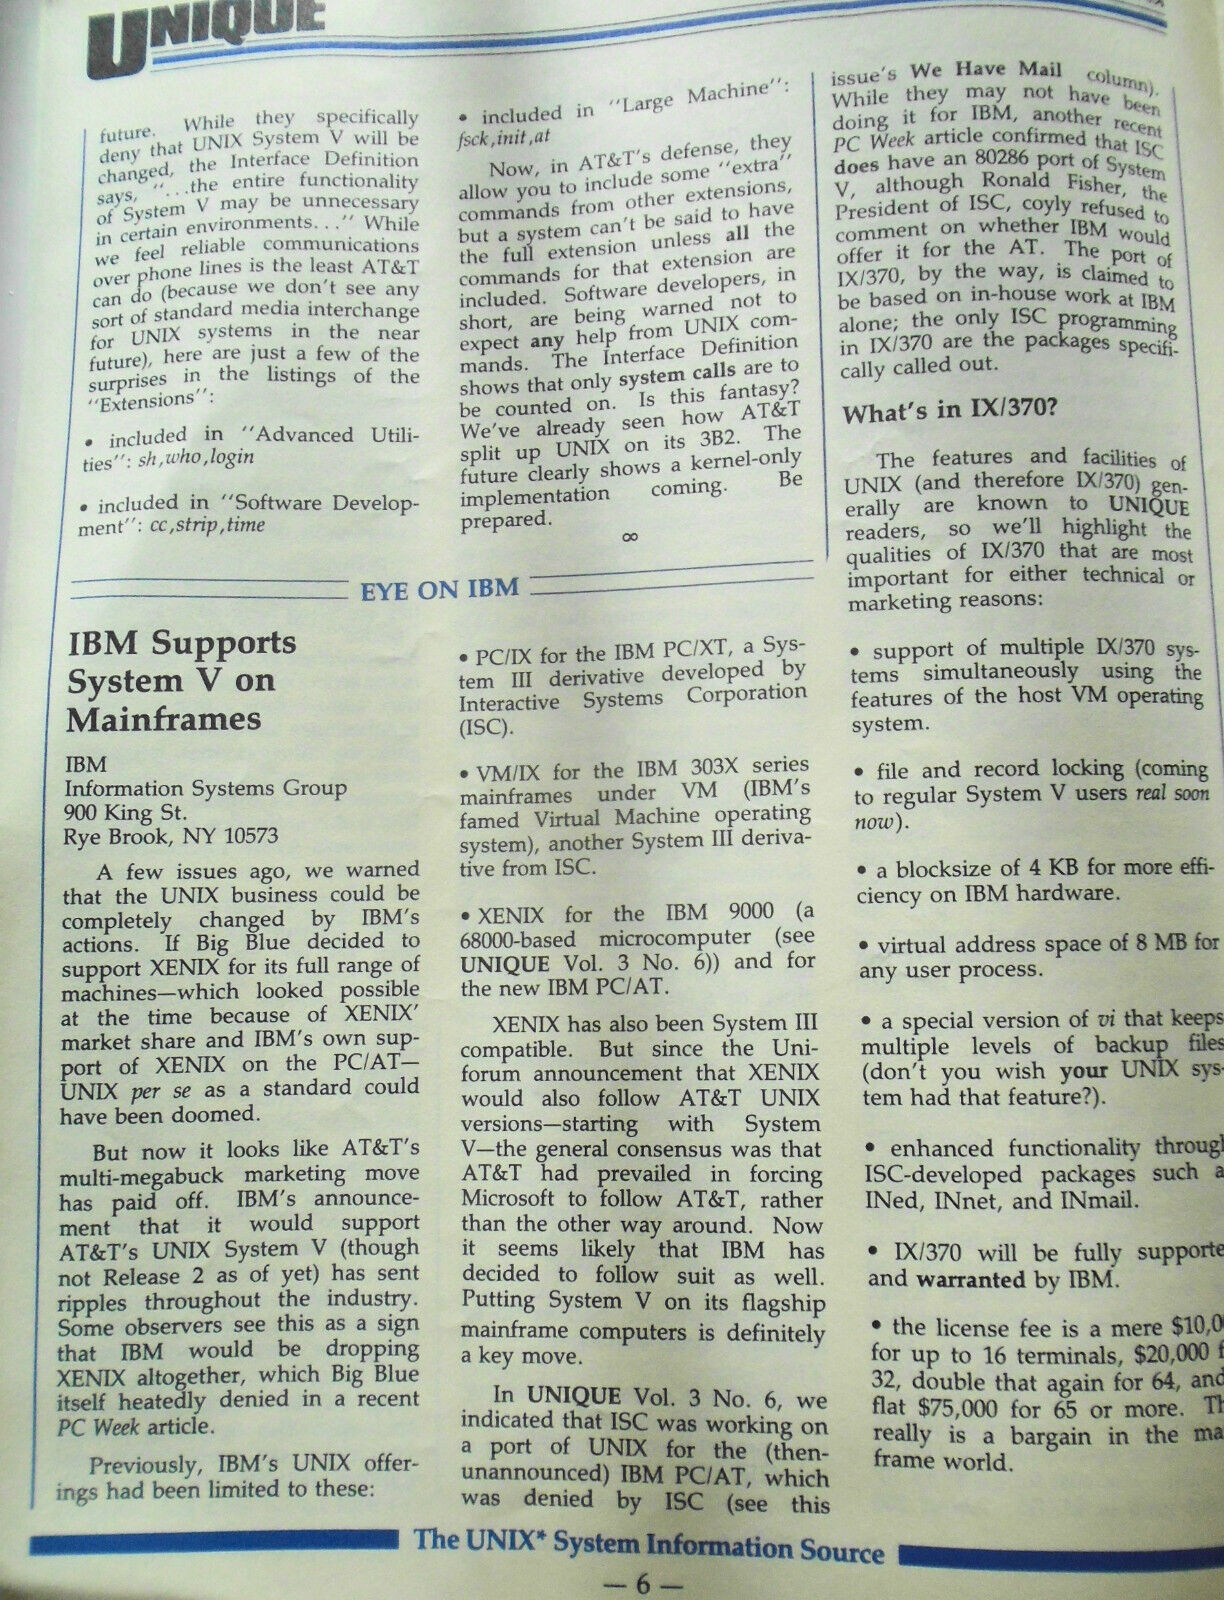 UNIQUE
future. While they specifically
deny that UNIX System V will be
changed, the Interface Definition
says, "...the entire functionality
of System V may be unnecessary
in certain environments..." While
we feel reliable communications
over phone lines is the least AT&T
can do (because we don't see any
sort of standard media interchange
for UNIX systems in the near
future), here are just a few of the
surprises in the listings of the
"Extensions":
• included in "Advanced Utili-
ties": sh,who,login
• included in "Software Develop-
ment": cc,strip,time
• included in "Large Machine":
fsck,init,at
Now, in AT&T's defense, they
allow you to include some "extra"
commands from other extensions,
but a system can't be said to have
the full extension unless all the
commands for that extension are
included. Software developers, in
short, are being warned not to
expect any help from UNIX com-
mands. The Interface Definition
shows that only system calls are to
be counted on. Is this fantasy?
We've already seen how AT&T
split up UNIX on its 3B2. The
future clearly shows a kernel-only
implementation coming. Be
prepared.
∞
EYE ON IBM
IBM Supports
System V on
Mainframes
IBM
Information Systems Group
900 King St.
Rye Brook, NY 10573
A few issues ago, we warned
that the UNIX business could be
completely changed by IBM's
actions. If Big Blue decided to
support XENIX for its full range of
machines—which looked possible
at the time because of XENIX'
market share and IBM's own sup-
port of XENIX on the PC/AT—
UNIX per se as a standard could
have been doomed.
But now it looks like AT&T's
multi-megabuck marketing move
has paid off. IBM's announce-
ment that it would support
AT&T's UNIX System V (though
not Release 2 as of yet) has sent
ripples throughout the industry.
Some observers see this as a sign
that IBM would be dropping
XENIX altogether, which Big Blue
itself heatedly denied in a recent
PC Week article.
Previously, IBM's UNIX offer-
ings had been limited to these:
• PC/IX for the IBM PC/XT, a Sys-
tem III derivative developed by
Interactive Systems Corporation
(ISC).
• VM/IX for the IBM 303X series
mainframes under VM (IBM's
famed Virtual Machine operating
system), another System III deriva-
tive from ISC.
• XENIX for the IBM 9000 (a
68000-based microcomputer (see
UNIQUE Vol. 3 No. 6)) and for
the new IBM PC/AT.
XENIX has also been System III
compatible. But since the Uni-
forum announcement that XENIX
would also follow AT&T UNIX
versions—starting with System
V—the general consensus was that
AT&T had prevailed in forcing
Microsoft to follow AT&T, rather
than the other way around. Now
it seems likely that IBM has
decided to follow suit as well.
Putting System V on its flagship
mainframe computers is definitely
a key move.
In UNIQUE Vol. 3 No. 6, we
indicated that ISC was working on
a port of UNIX for the (then-
unannounced) IBM PC/AT, which
was denied by ISC (see this
issue's We Have Mail column).
While they may not have been
doing it for IBM, another recent
PC Week article confirmed that ISC
does have an 80286 port of System
V, although Ronald Fisher, the
President of ISC, coyly refused to
comment on whether IBM would
offer it for the AT. The port of
IX/370, by the way, is claimed to
be based on in-house work at IBM
alone; the only ISC programming
in IX/370 are the packages specifi-
cally called out.
What's in IX/370?
The features and facilities of
UNIX (and therefore IX/370) gen-
erally are known to UNIQUE
readers, so we'll highlight the
qualities of IX/370 that are most
important for either technical or
marketing reasons:
• support of multiple IX/370 sys-
tems simultaneously using the
features of the host VM operating
system.
• file and record locking (coming
to regular System V users real soon
now).
• a blocksize of 4 KB for more effi-
ciency on IBM hardware.
• virtual address space of 8 MB for
any user process.
• a special version of vi that keeps
multiple levels of backup files
(don't you wish your UNIX sys-
tem had that feature?).
• enhanced functionality through
ISC-developed packages such a
INed, INnet, and INmail.
• IX/370 will be fully supporte
and warranted by IBM.
• the license fee is a mere $10,0
for up to 16 terminals, $20,000 f
32, double that again for 64, and
flat $75,000 for 65 or more. Th
really is a bargain in the ma
frame world.
The UNIX* System Information Source
— 6 —